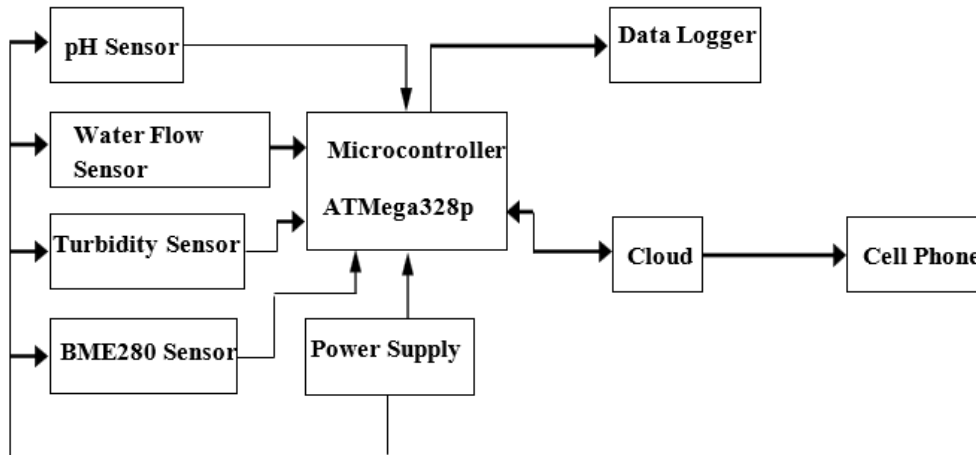 pH Sensor
Data Logger
Water Flow
Sensor
Microcontroller
ATMega328p
Turbidity Sensor
Cloud
Cell Phone
BME280 Sensor
Power Supply